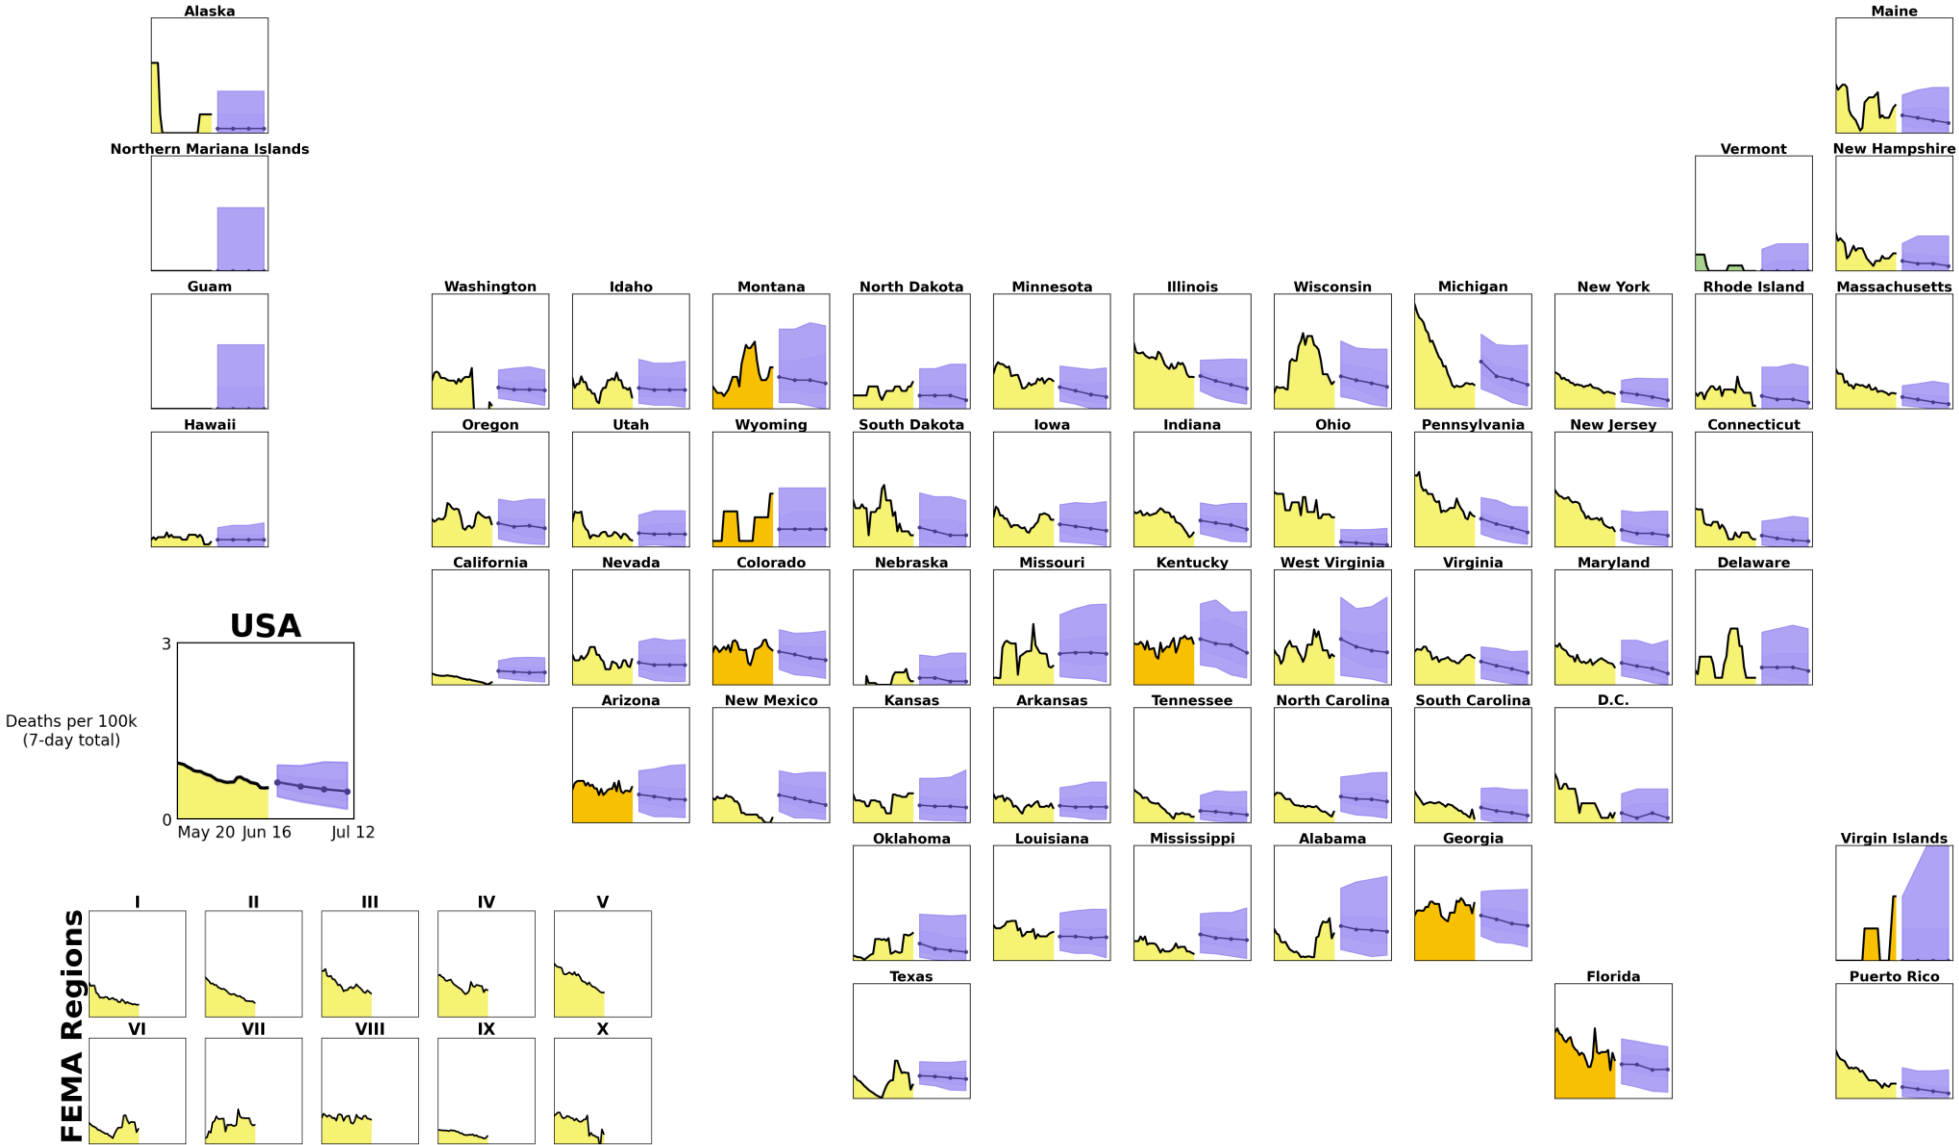 Alaska
Maine
Northern Mariana Islands
Vermont
New Hampshire
Guam
Washington
Idaho
Montana
North Dakota
Minnesota
Illinois
Wisconsin
Michigan
New York
Rhode Island
Massachusetts
Hawaii
Oregon
Utah
Wyoming
South Dakota
Iowa
Indiana
Ohio
Pennsylvania
New Jersey
Connecticut
California
Nevada
Colorado
Nebraska
Missouri
Kentucky
West Virginia
Virginia
Maryland
Delaware
USA
3
Deaths per 100k
(7-day total)
0
May 20
Jun 16
Jul 12
Arizona
New Mexico
Kansas
Arkansas
Tennessee
North Carolina
South Carolina
D.C.
Oklahoma
Louisiana
Mississippi
Alabama
Georgia
Virgin Islands
Texas
Florida
Puerto Rico
FEMA Regions
I
II
III
IV
V
VI
VII
VIII
IX
X